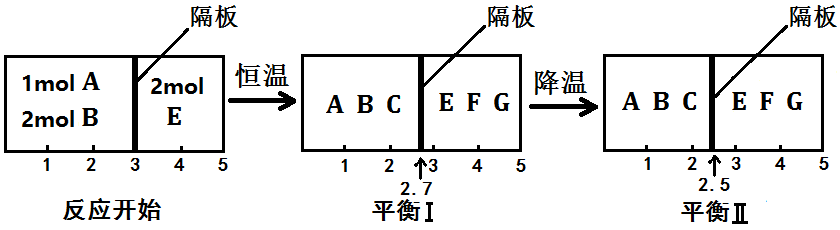 隔板
隔板
隔板
1mol A
2mol B
2mol
E
恒温
A B C
E F G
降温
A B C
E F G
1 2 3 4 5
1 2 3 4 5
1 2 3 4 5
2.7
2.5
反应开始
平衡Ⅰ
平衡Ⅱ